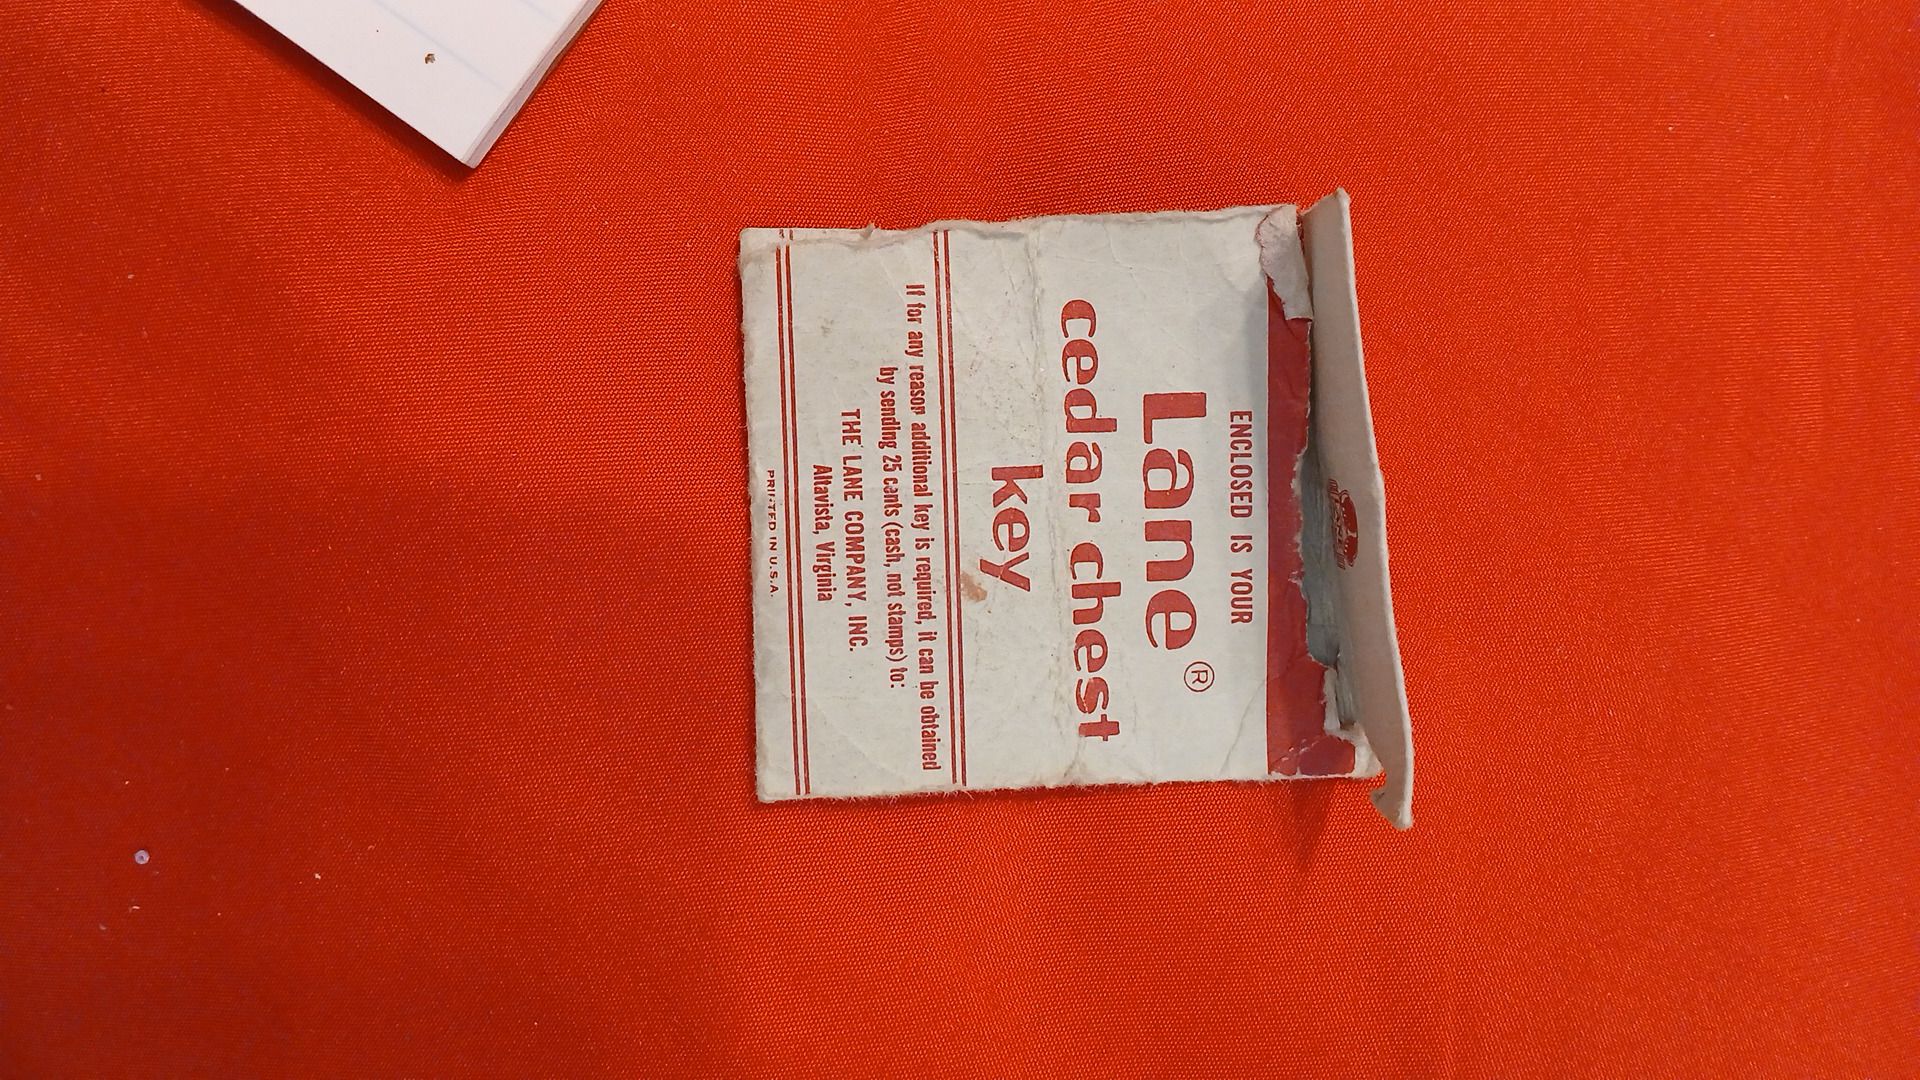 ENCLOSED IS YOUR
Lane®
cedar chest
key
If for any reason additional key is required, it can be obtained
by sending 25 cents (cash, not stamps) to:
THE LANE COMPANY, INC.
Altavista, Virginia
PRINTED IN U.S.A.